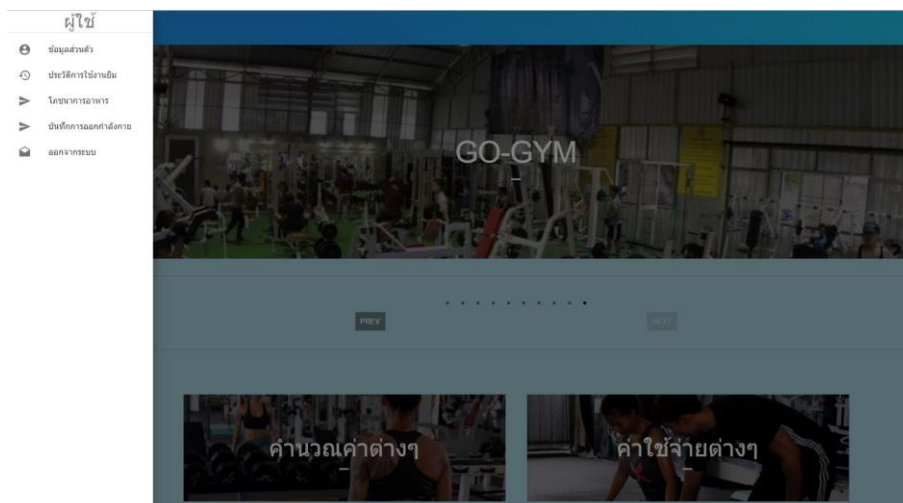 ผู้ใช้
ข้อมูลส่วนตัว
ประวัติการใช้งานยิม
โภชนาการอาหาร
บันทึกการออกกำลังกาย
ออกจากระบบ
GO-GYM
PREV
NEXT
คำนวณค่าต่างๆ
ค่าใช้จ่ายต่างๆ